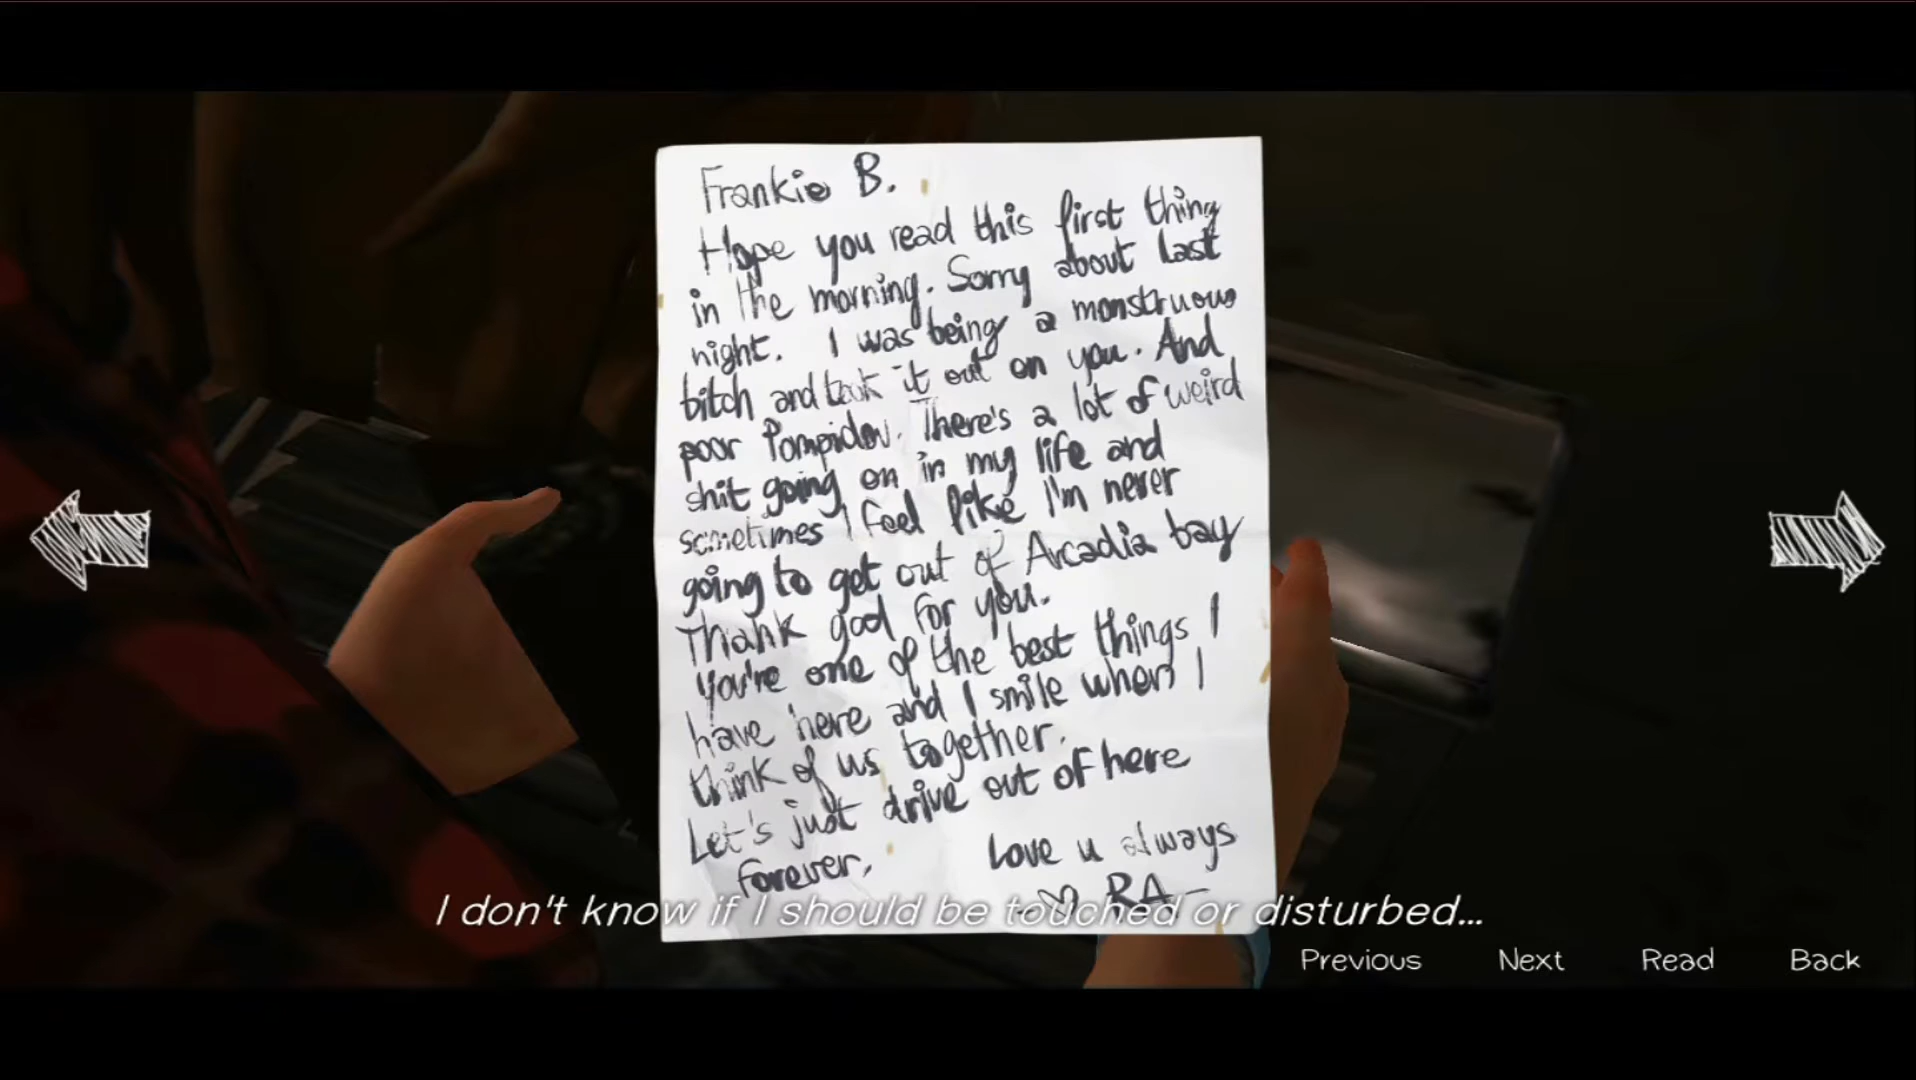 Frankie B.
Hope you read this first thing
in the morning. Sorry about last
night. I was being a monstruous
bitch and took it out on you. And
poor Pompidou. There's a lot of weird
shit going on in my life and
sometimes I feel like I'm never
going to get out of Arcadia bay
Thank god for you.
You're one of the best things I
have here and I smile when I
think of us together.
Let's just drive out of here
forever.
Love u always
-♡ RA-
I don't know if I should be touched or disturbed...
Previous Next Read Back